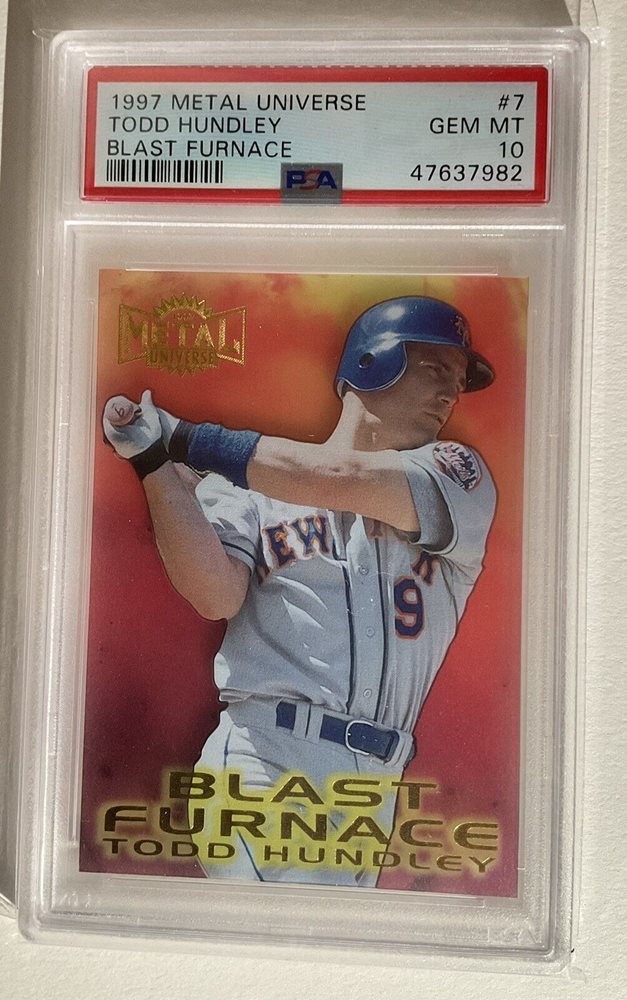 1997 METAL UNIVERSE #7
TODD HUNDLEY GEM MT
BLAST FURNACE 10
PSA 47637982
METAL
UNIVERSE
6
NEW YORK
9
BLAST
FURNACE
TODD HUNDLEY